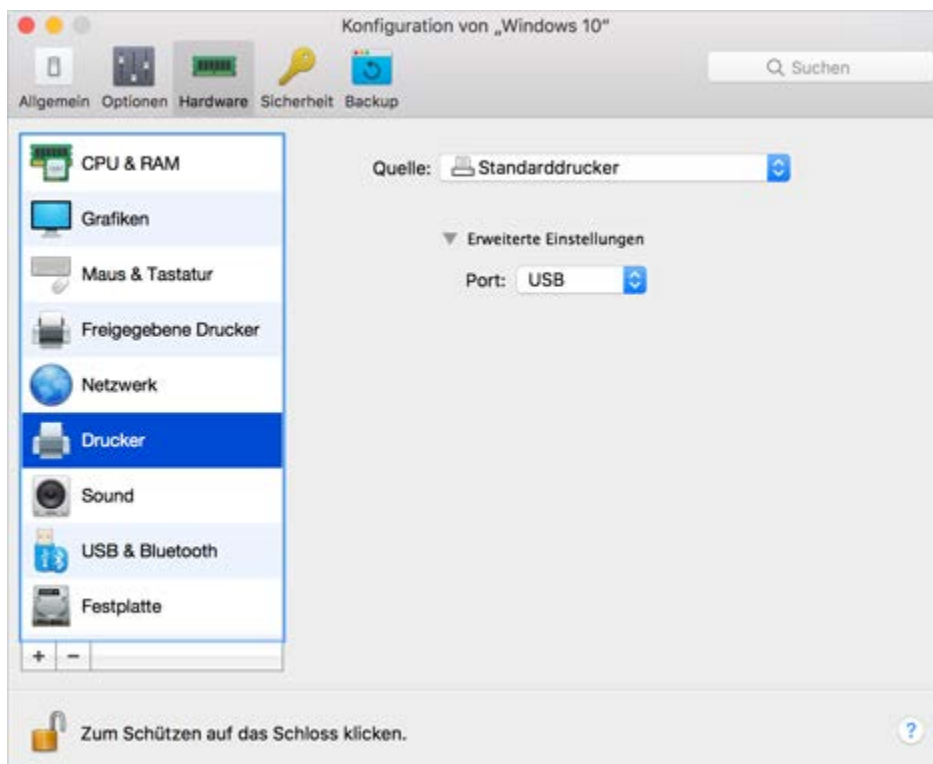 Konfiguration von „Windows 10“
Allgemein Optionen Hardware Sicherheit Backup
Suchen
CPU & RAM
Grafiken
Maus & Tastatur
Freigegebene Drucker
Netzwerk
Drucker
Sound
USB & Bluetooth
Festplatte
+ −
Quelle: Standarddrucker
Erweiterte Einstellungen
Port: USB
Zum Schützen auf das Schloss klicken.
?